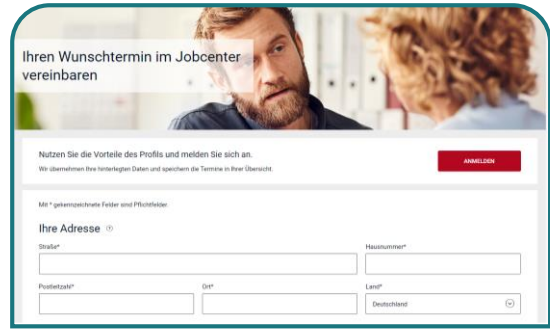 Ihren Wunschtermin im Jobcenter
vereinbaren
Nutzen Sie die Vorteile des Profils und melden Sie sich an.
Wir übernehmen Ihre hinterlegten Daten und speichern die Termine in Ihrer Übersicht.
ANMELDEN
Mit * gekennzeichnete Felder sind Pflichtfelder.
Ihre Adresse
Straße*
Hausnummer*
Postleitzahl*
Ort*
Land*
Deutschland